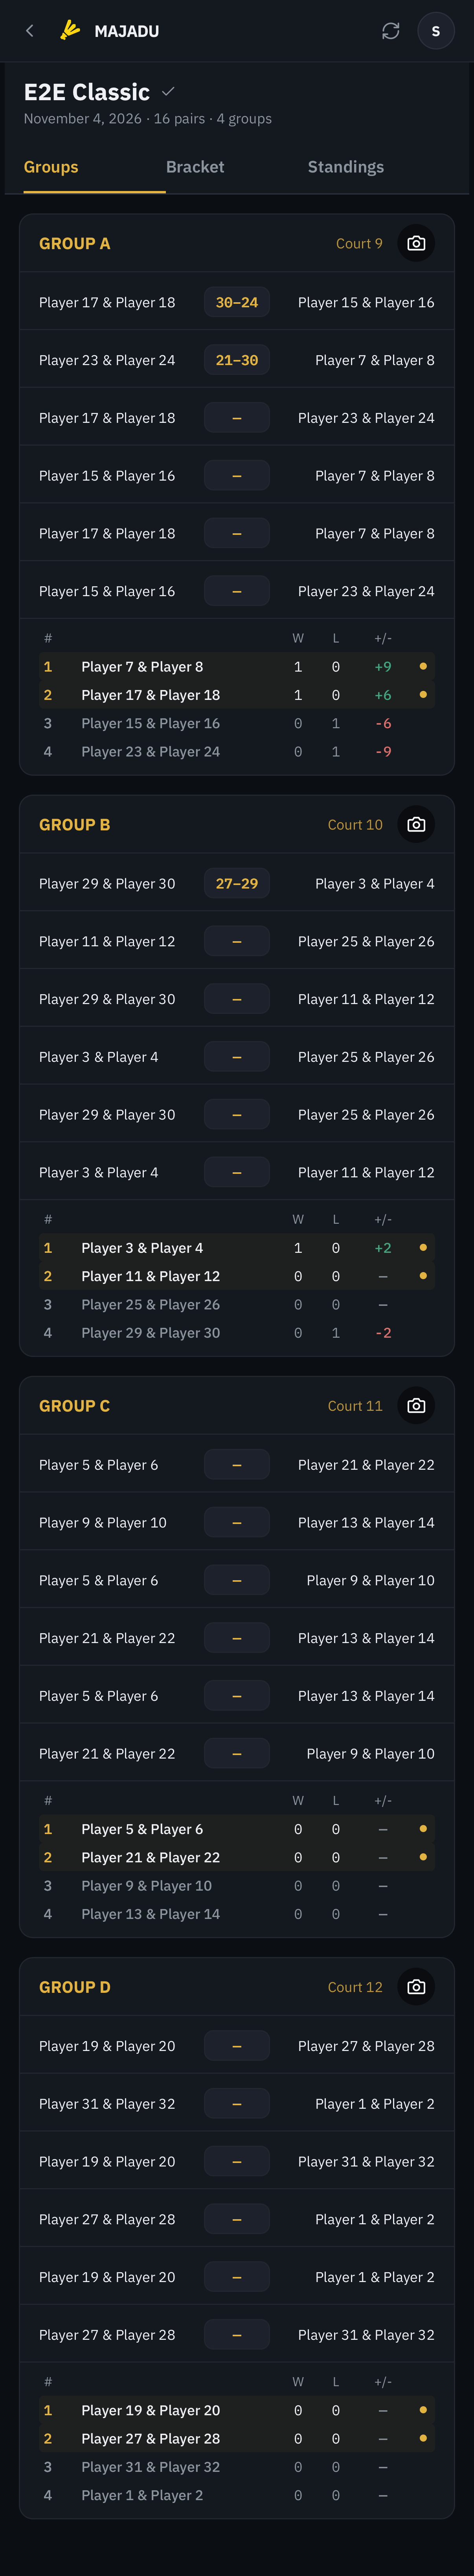 MAJADU S
E2E Classic
November 4, 2026 · 16 pairs · 4 groups
Groups Bracket Standings
GROUP A Court 9
Player 17 & Player 18 30–24 Player 15 & Player 16
Player 23 & Player 24 21–30 Player 7 & Player 8
Player 17 & Player 18 – Player 23 & Player 24
Player 15 & Player 16 – Player 7 & Player 8
Player 17 & Player 18 – Player 7 & Player 8
Player 15 & Player 16 – Player 23 & Player 24
# W L +/-
1 Player 7 & Player 8 1 0 +9
2 Player 17 & Player 18 1 0 +6
3 Player 15 & Player 16 0 1 -6
4 Player 23 & Player 24 0 1 -9
GROUP B Court 10
Player 29 & Player 30 27–29 Player 3 & Player 4
Player 11 & Player 12 – Player 25 & Player 26
Player 29 & Player 30 – Player 11 & Player 12
Player 3 & Player 4 – Player 25 & Player 26
Player 29 & Player 30 – Player 25 & Player 26
Player 3 & Player 4 – Player 11 & Player 12
# W L +/-
1 Player 3 & Player 4 1 0 +2
2 Player 11 & Player 12 0 0 —
3 Player 25 & Player 26 0 0 —
4 Player 29 & Player 30 0 1 -2
GROUP C Court 11
Player 5 & Player 6 – Player 21 & Player 22
Player 9 & Player 10 – Player 13 & Player 14
Player 5 & Player 6 – Player 9 & Player 10
Player 21 & Player 22 – Player 13 & Player 14
Player 5 & Player 6 – Player 13 & Player 14
Player 21 & Player 22 – Player 9 & Player 10
# W L +/-
1 Player 5 & Player 6 0 0 —
2 Player 21 & Player 22 0 0 —
3 Player 9 & Player 10 0 0 —
4 Player 13 & Player 14 0 0 —
GROUP D Court 12
Player 19 & Player 20 – Player 27 & Player 28
Player 31 & Player 32 – Player 1 & Player 2
Player 19 & Player 20 – Player 31 & Player 32
Player 27 & Player 28 – Player 1 & Player 2
Player 19 & Player 20 – Player 1 & Player 2
Player 27 & Player 28 – Player 31 & Player 32
# W L +/-
1 Player 19 & Player 20 0 0 —
2 Player 27 & Player 28 0 0 —
3 Player 31 & Player 32 0 0 —
4 Player 1 & Player 2 0 0 —